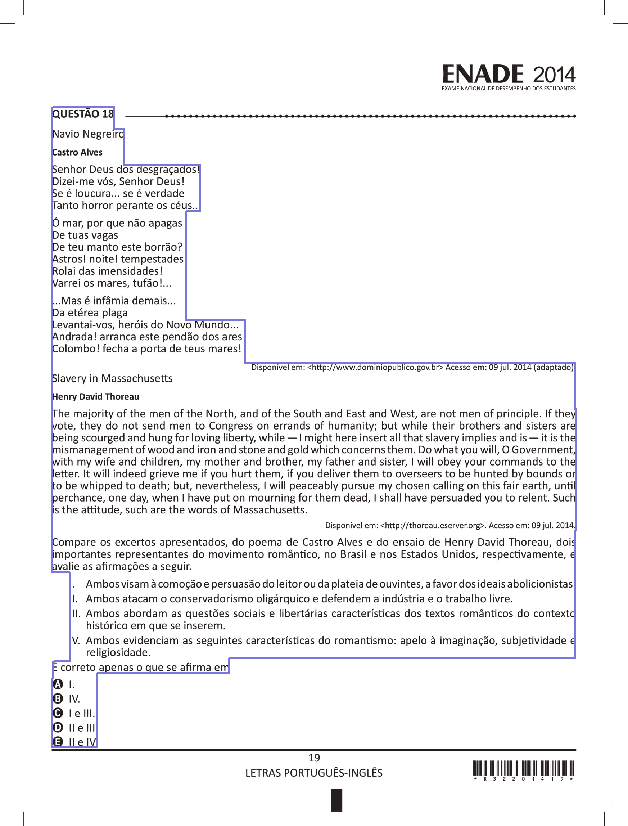 ENADE 2014
EXAME NACIONAL DE DESEMPENHO DOS ESTUDANTES
QUESTÃO 18
Navio Negreiro
Castro Alves
Senhor Deus dos desgraçados!
Dizei-me vós, Senhor Deus!
Se é loucura... se é verdade
Tanto horror perante os céus...
Ó mar, por que não apagas
De tuas vagas
De teu manto este borrão?
Astros! noite! tempestades
Rolai das imensidades!
Varrei os mares, tufão!...
...Mas é infâmia demais...
Da etérea plaga
Levantai-vos, heróis do Novo Mundo...
Andrada! arranca este pendão dos ares
Colombo! fecha a porta de teus mares!
Disponível em: <http://www.dominiopublico.gov.br> Acesso em: 09 jul. 2014 (adaptado)
Slavery in Massachusetts
Henry David Thoreau
The majority of the men of the North, and of the South and East and West, are not men of principle. If they
vote, they do not send men to Congress on errands of humanity; but while their brothers and sisters are
being scourged and hung for loving liberty, while — I might here insert all that slavery implies and is — it is the
mismanagement of wood and iron and stone and gold which concerns them. Do what you will, O Government,
with my wife and children, my mother and brother, my father and sister, I will obey your commands to the
letter. It will indeed grieve me if you hurt them, if you deliver them to overseers to be hunted by bounds or
to be whipped to death; but, nevertheless, I will peaceably pursue my chosen calling on this fair earth, until
perchance, one day, when I have put on mourning for them dead, I shall have persuaded you to relent. Such
is the attitude, such are the words of Massachusetts.
Disponível em: <http://thoreau.eserver.org>. Acesso em: 09 jul. 2014.
Compare os excertos apresentados, do poema de Castro Alves e do ensaio de Henry David Thoreau, dois
importantes representantes do movimento romântico, no Brasil e nos Estados Unidos, respectivamente, e
avalie as afirmações a seguir.
I. Ambos visam à comoção e persuasão do leitor ou da plateia de ouvintes, a favor dos ideais abolicionistas.
II. Ambos atacam o conservadorismo oligárquico e defendem a indústria e o trabalho livre.
III. Ambos abordam as questões sociais e libertárias características dos textos românticos do contexto
histórico em que se inserem.
IV. Ambos evidenciam as seguintes características do romantismo: apelo à imaginação, subjetividade e
religiosidade.
É correto apenas o que se afirma em
A I.
B IV.
C I e III.
D II e III.
E II e IV.
19
LETRAS PORTUGUÊS-INGLÊS